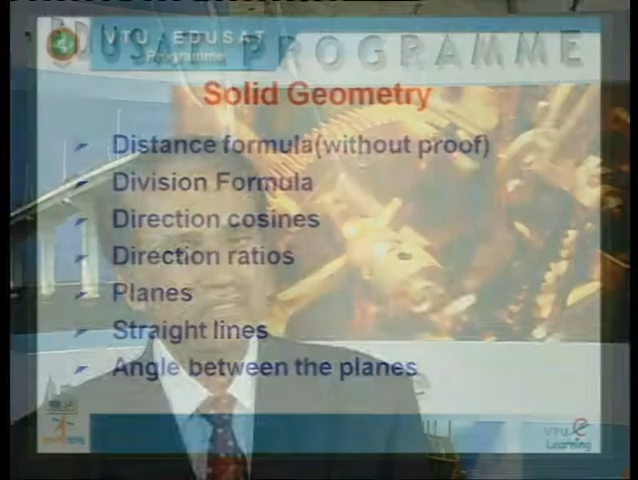 EDUSAT PROGRAMME
VTU - EDUSAT
Programme
Solid Geometry
Distance formula(without proof)
Division Formula
Direction cosines
Direction ratios
Planes
Straight lines
Angle between the planes
VTU e
Learning